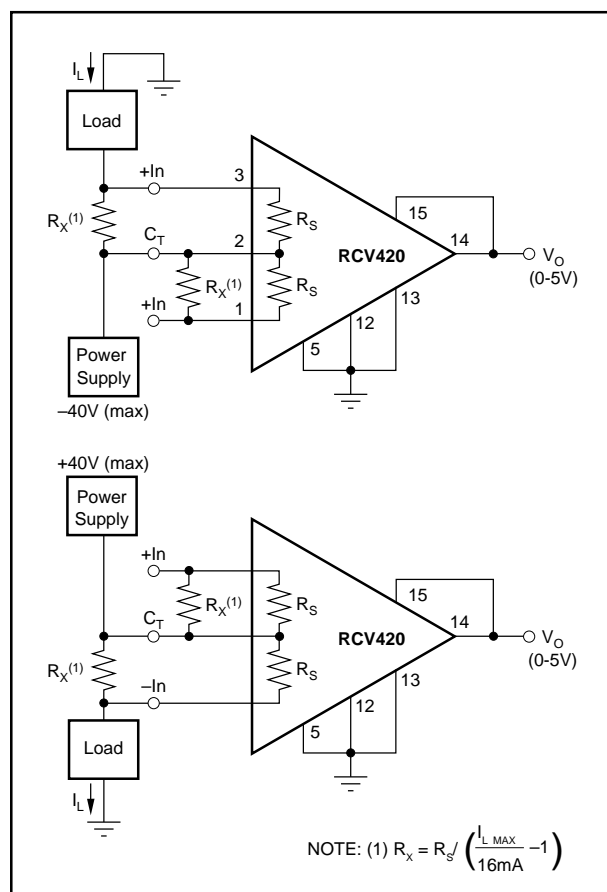 I_L
Load
+In
3
R_X^(1)
R_S
15
C_T
2
R_X^(1)
RCV420
14
V_O
(0-5V)
R_S
+In
1
13
12
5
Power
Supply
–40V (max)
+40V (max)
Power
Supply
+In
R_X^(1)
R_S
15
C_T
RCV420
14
V_O
(0-5V)
R_X^(1)
R_S
–In
13
12
5
Load
I_L
NOTE: (1) R_X = R_S/ (I_L MAX/16mA –1)